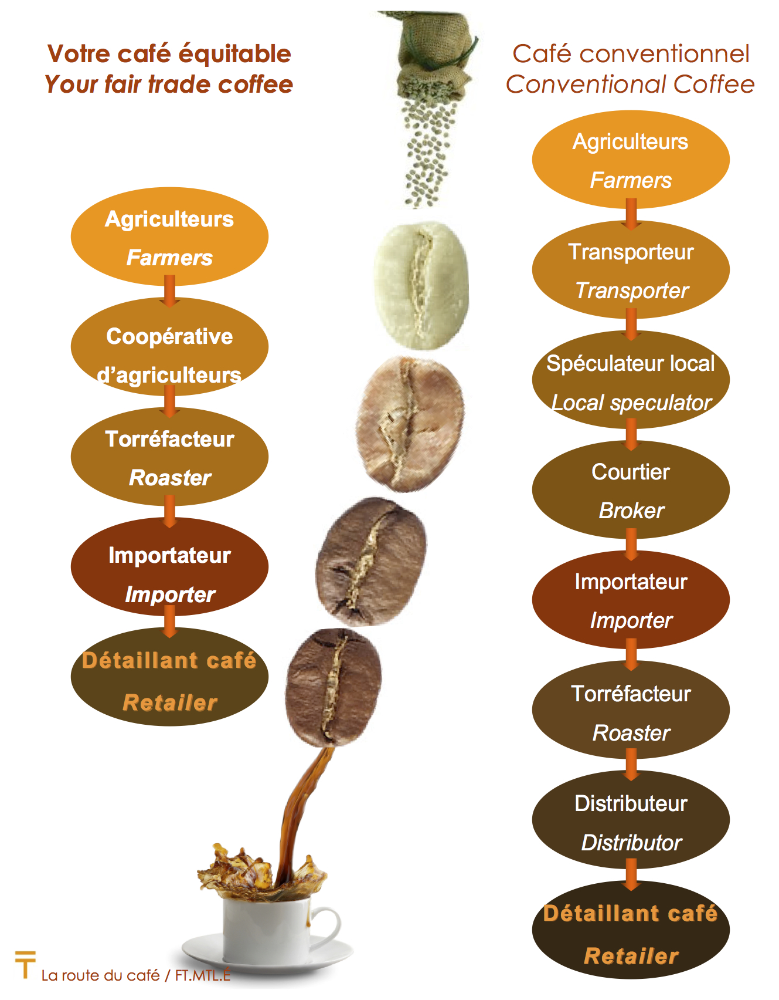 Votre café équitable
Your fair trade coffee
Agriculteurs
Farmers
Coopérative
d’agriculteurs
Torréfacteur
Roaster
Importateur
Importer
Détaillant café
Retailer
Café conventionnel
Conventional Coffee
Agriculteurs
Farmers
Transporteur
Transporter
Spéculateur local
Local speculator
Courtier
Broker
Importateur
Importer
Torréfacteur
Roaster
Distributeur
Distributor
Détaillant café
Retailer
La route du café / FT.MTL.É